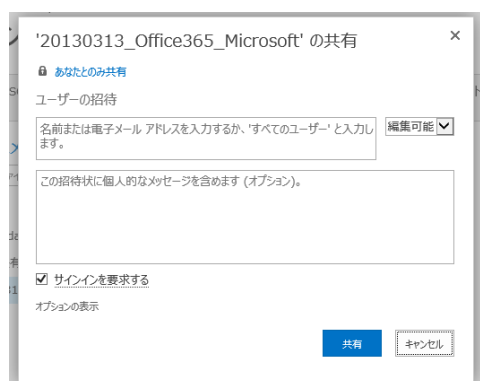 '20130313_Office365_Microsoft' の共有
あなたとのみ共有
ユーザーの招待
名前または電子メール アドレスを入力するか、'すべてのユーザー' と入力し
ます。
編集可能
この招待状に個人的なメッセージを含めます (オプション)。
サインインを要求する
オプションの表示
共有
キャンセル